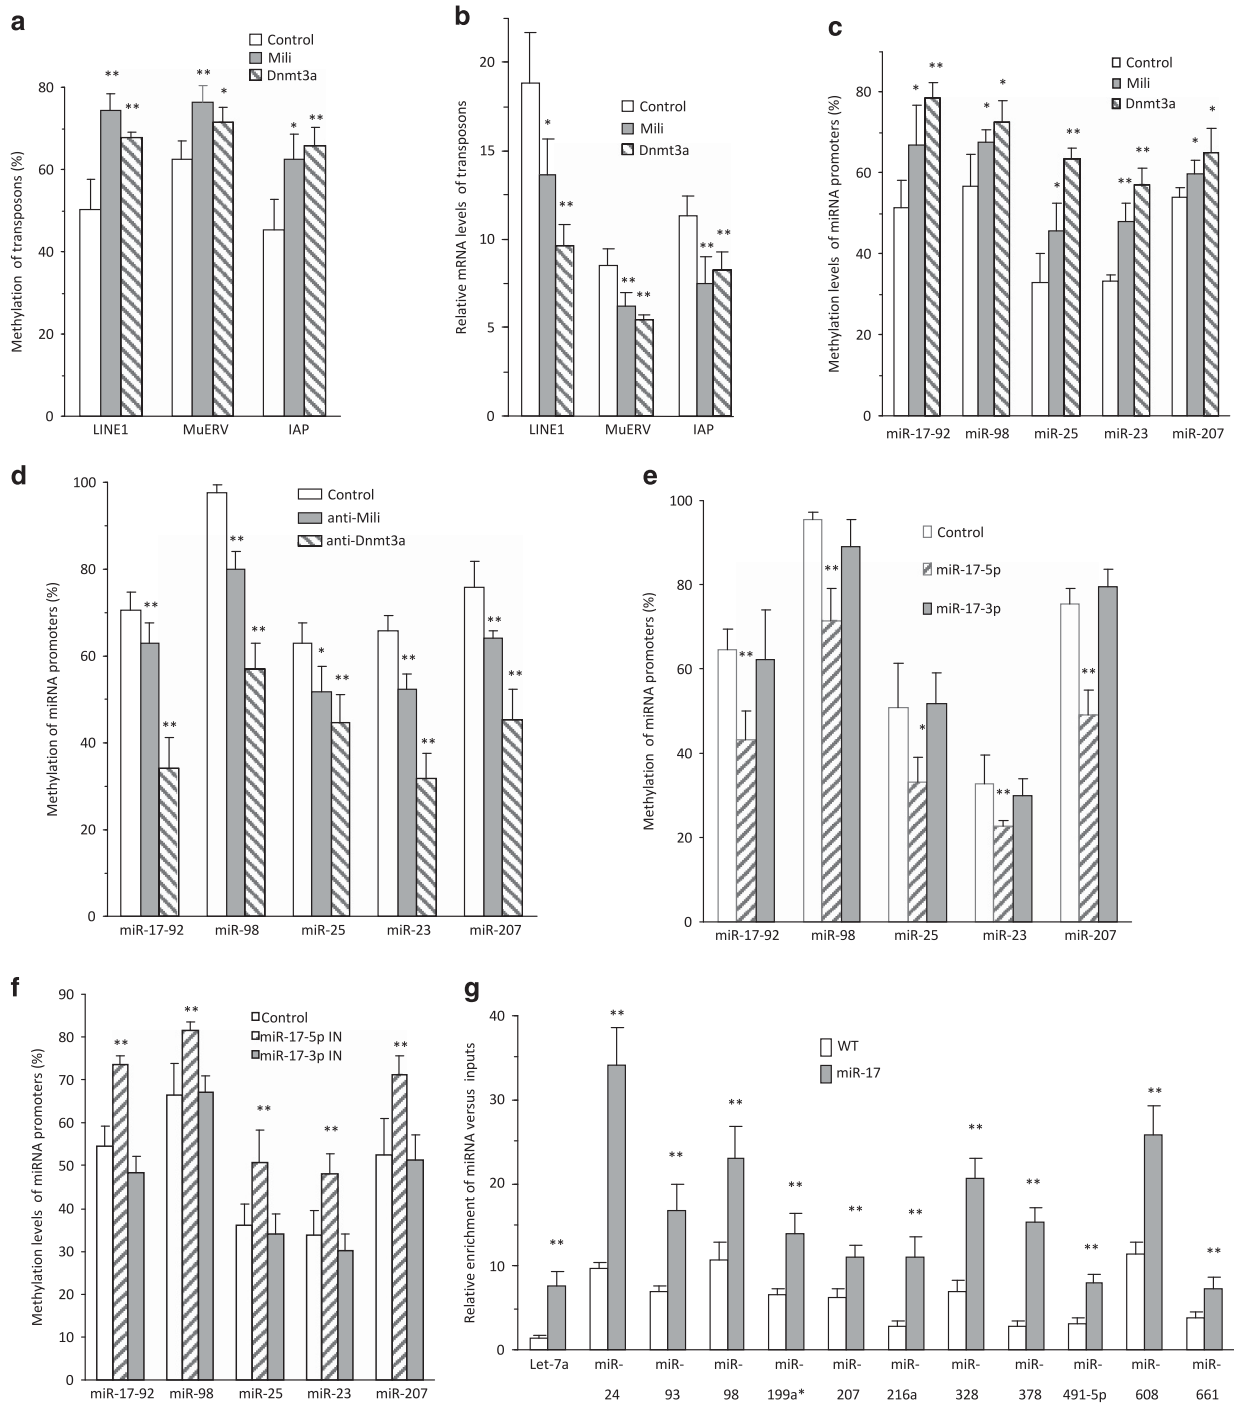 a
Control
Mili
Dnmt3a
Methylation of transposons (%)
80
60
40
20
0
** ** ** * * **
LINE1 MuERV IAP
b
Control
Mili
Dnmt3a
Relative mRNA levels of transposons
20
15
10
5
0
* ** ** ** ** **
LINE1 MuERV IAP
c
Control
Mili
Dnmt3a
Methylation levels of miRNA promoters (%)
80
60
40
20
0
* ** * * * ** ** ** * *
miR-17-92 miR-98 miR-25 miR-23 miR-207
d
Control
anti-Mili
anti-Dnmt3a
Methylation of miRNA promoters (%)
100
80
60
40
20
0
** ** ** ** * ** ** ** ** **
miR-17-92 miR-98 miR-25 miR-23 miR-207
e
Control
miR-17-5p
miR-17-3p
Methylation of miRNA promoters (%)
100
80
60
40
20
0
** ** * ** **
miR-17-92 miR-98 miR-25 miR-23 miR-207
f
Control
miR-17-5p IN
miR-17-3p IN
Methylation levels of miRNA promoters (%)
90
80
70
60
50
40
30
20
10
0
** ** ** ** **
miR-17-92 miR-98 miR-25 miR-23 miR-207
g
WT
miR-17
Relative enrichment of miRNA versus inputs
40
30
20
10
0
** ** ** ** ** ** ** ** ** ** ** **
Let-7a miR- miR- miR- miR- miR- miR- miR- miR- miR- miR- miR-
24 93 98 199a* 207 216a 328 378 491-5p 608 661